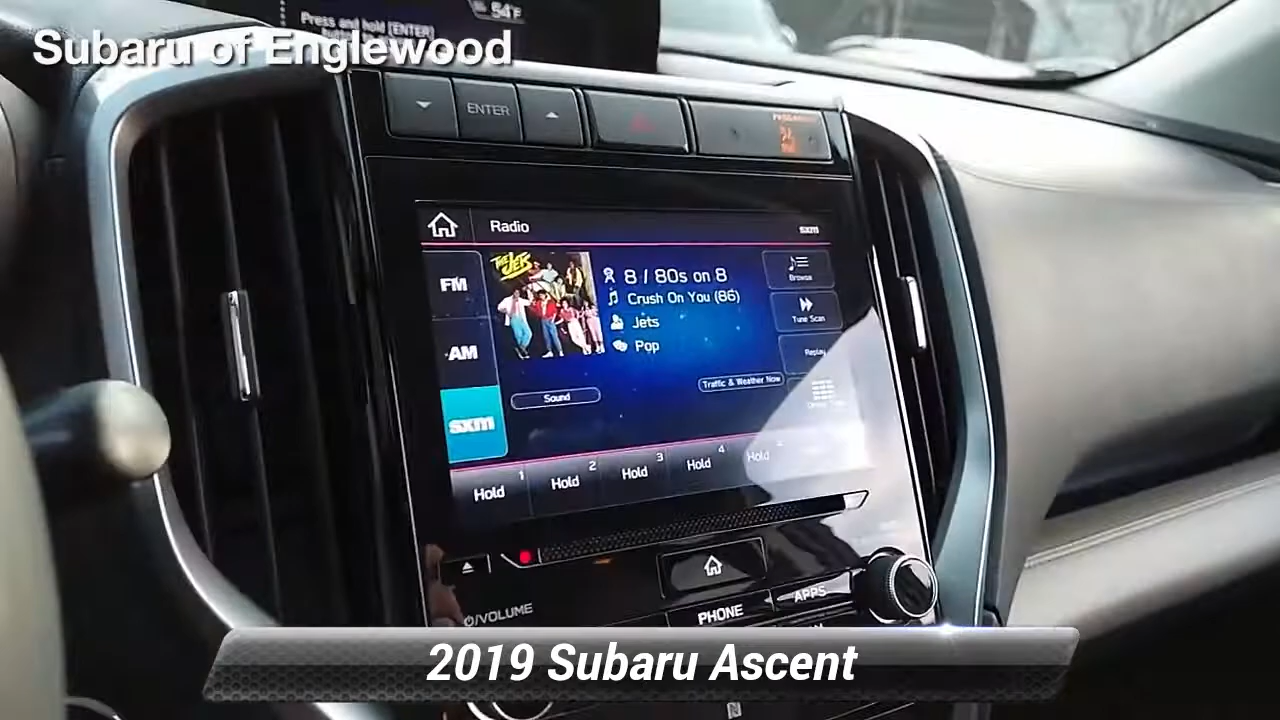 54°F
Press and hold [ENTER]
Subaru of Englewood
ENTER
Radio
sxm
THE JETS
FM
8 / 80s on 8
Browse
Crush On You (86)
Tune Scan
AM
Jets
Pop
Replay
Traffic & Weather Now
Sound
sxm
1 2 3 4
Hold Hold Hold Hold Hold
APPS
PHONE
/VOLUME
2019 Subaru Ascent